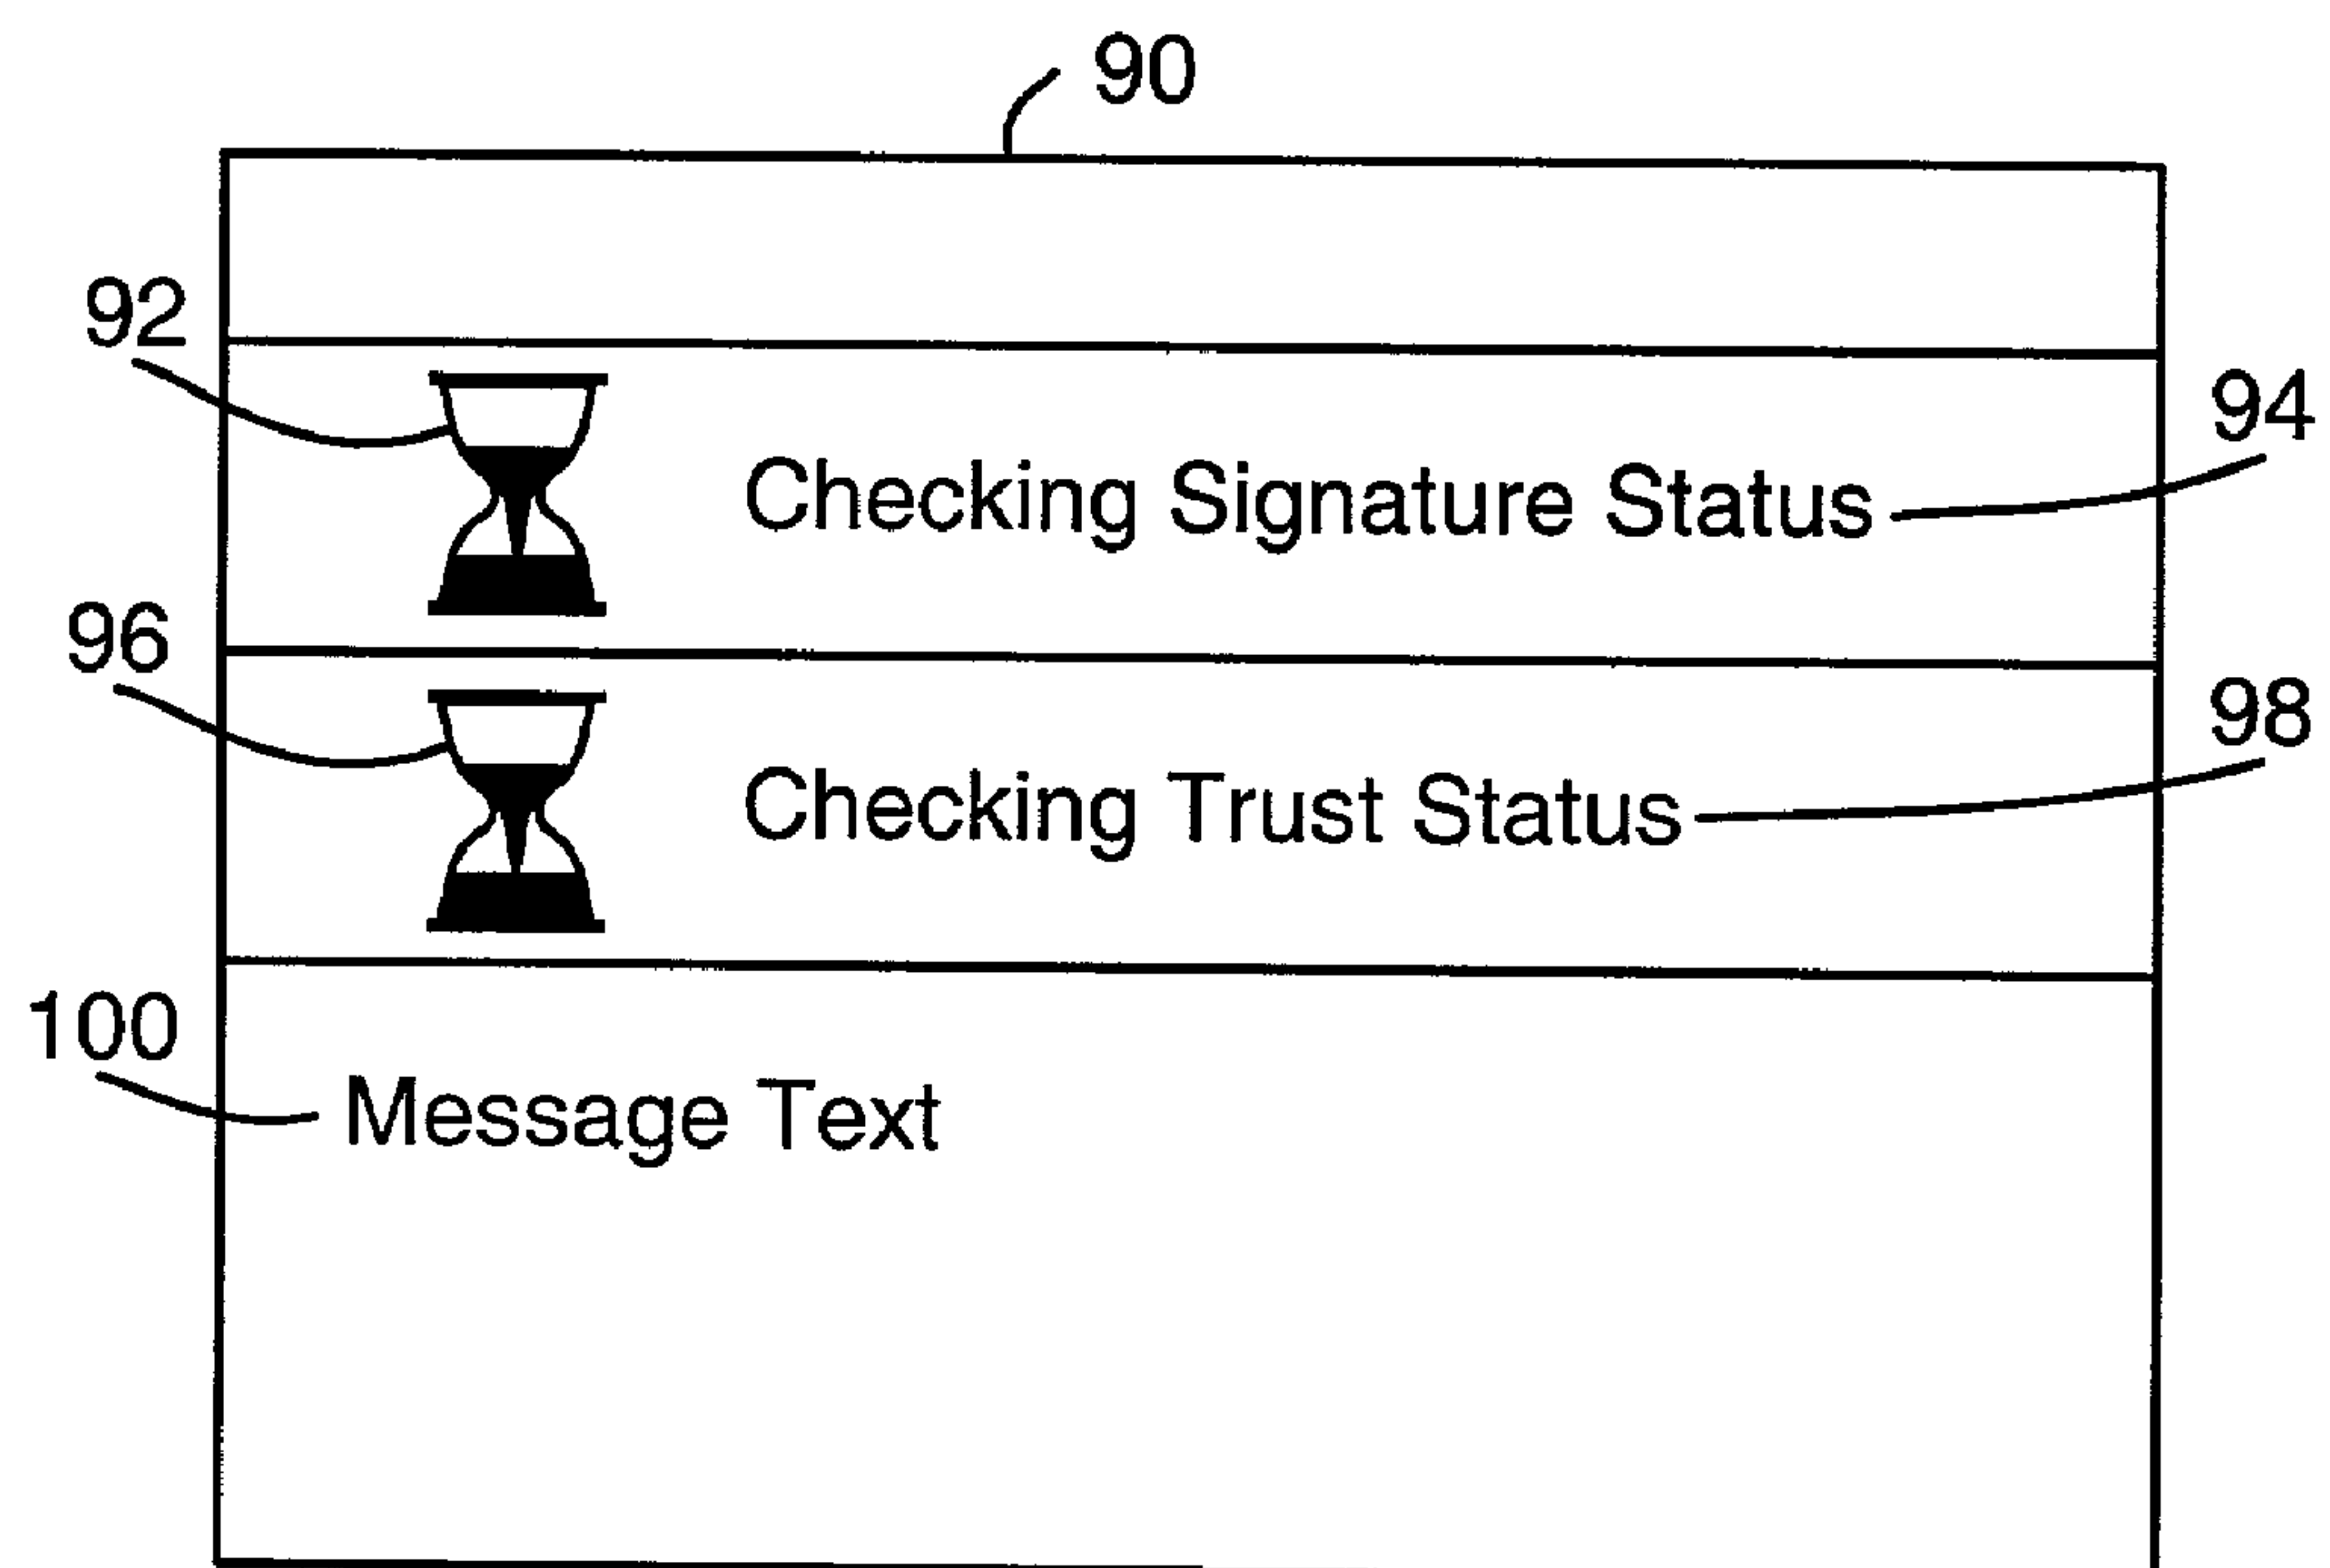 90
92
94
Checking Signature Status
96
98
Checking Trust Status
100
Message Text